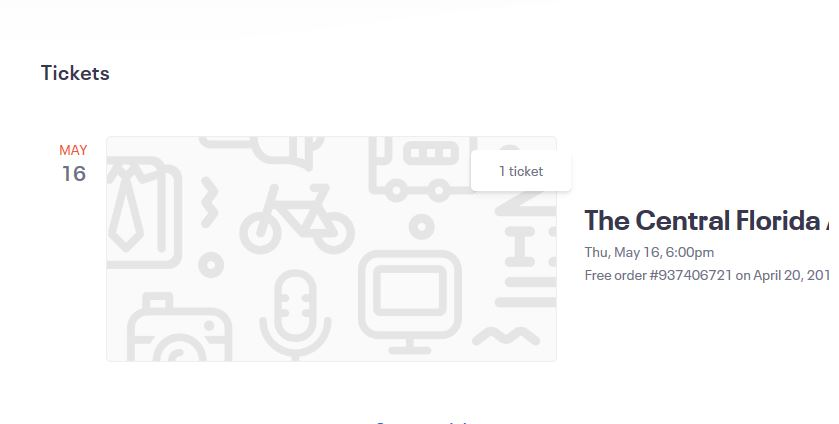 Tickets
MAY
16
1 ticket
The Central Florida
Thu, May 16, 6:00pm
Free order #937406721 on April 20,